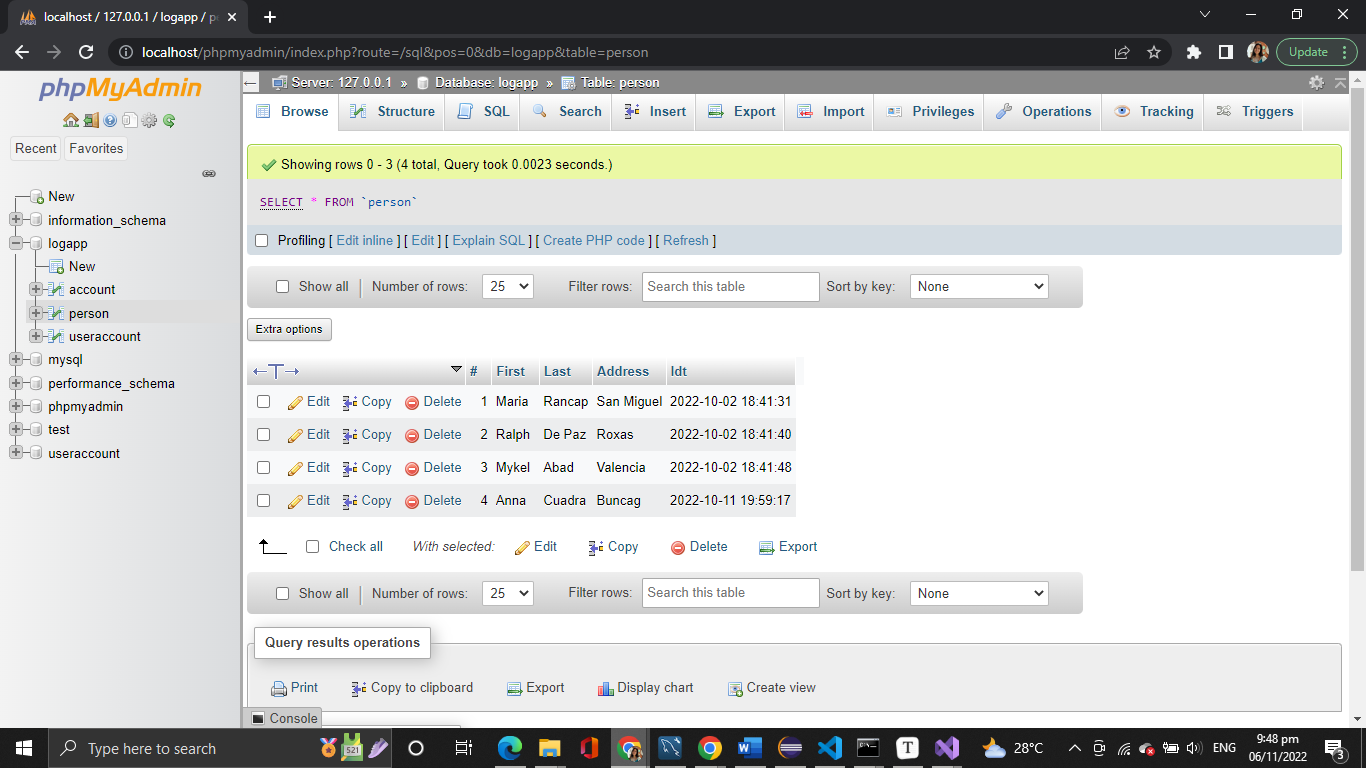 localhost / 127.0.0.1 / logapp / pe
localhost/phpmyadmin/index.php?route=/sql&pos=0&db=logapp&table=person
Update
phpMyAdmin
Recent Favorites
New
information_schema
logapp
New
account
person
useraccount
mysql
performance_schema
phpmyadmin
test
useraccount
Server: 127.0.0.1 » Database: logapp » Table: person
Browse Structure SQL Search Insert Export Import Privileges Operations Tracking Triggers
Showing rows 0 - 3 (4 total, Query took 0.0023 seconds.)
SELECT * FROM `person`
Profiling [ Edit inline ] [ Edit ] [ Explain SQL ] [ Create PHP code ] [ Refresh ]
Show all | Number of rows: 25 Filter rows: Search this table Sort by key: None
Extra options
←T→ # First Last Address ldt
Edit Copy Delete 1 Maria Rancap San Miguel 2022-10-02 18:41:31
Edit Copy Delete 2 Ralph De Paz Roxas 2022-10-02 18:41:40
Edit Copy Delete 3 Mykel Abad Valencia 2022-10-02 18:41:48
Edit Copy Delete 4 Anna Cuadra Buncag 2022-10-11 19:59:17
Check all With selected: Edit Copy Delete Export
Show all | Number of rows: 25 Filter rows: Search this table Sort by key: None
Query results operations
Print Copy to clipboard Export Display chart Create view
Console
Type here to search
521
T
28°C
ENG
9:48 pm
06/11/2022
3